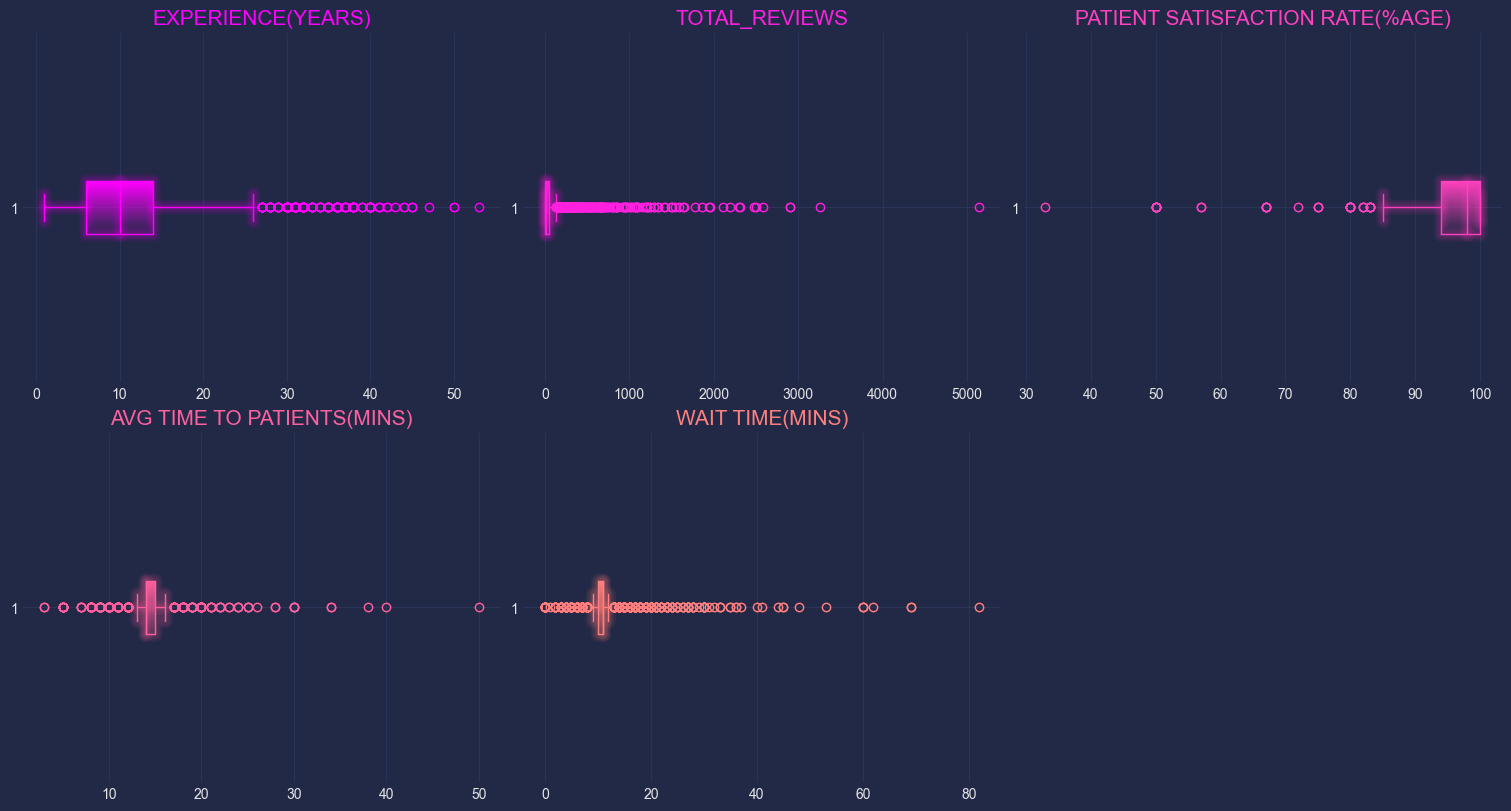 EXPERIENCE(YEARS)
TOTAL_REVIEWS
PATIENT SATISFACTION RATE(%AGE)
1
1
1
0 10 20 30 40 50
0 1000 2000 3000 4000 5000
30 40 50 60 70 80 90 100
AVG TIME TO PATIENTS(MINS)
WAIT TIME(MINS)
1
1
10 20 30 40 50
0 20 40 60 80